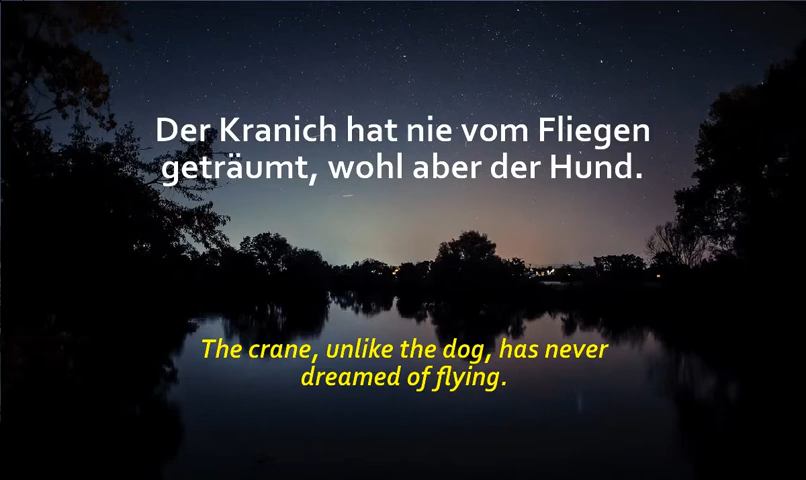 Der Kranich hat nie vom Fliegen
geträumt, wohl aber der Hund.
The crane, unlike the dog, has never
dreamed of flying.